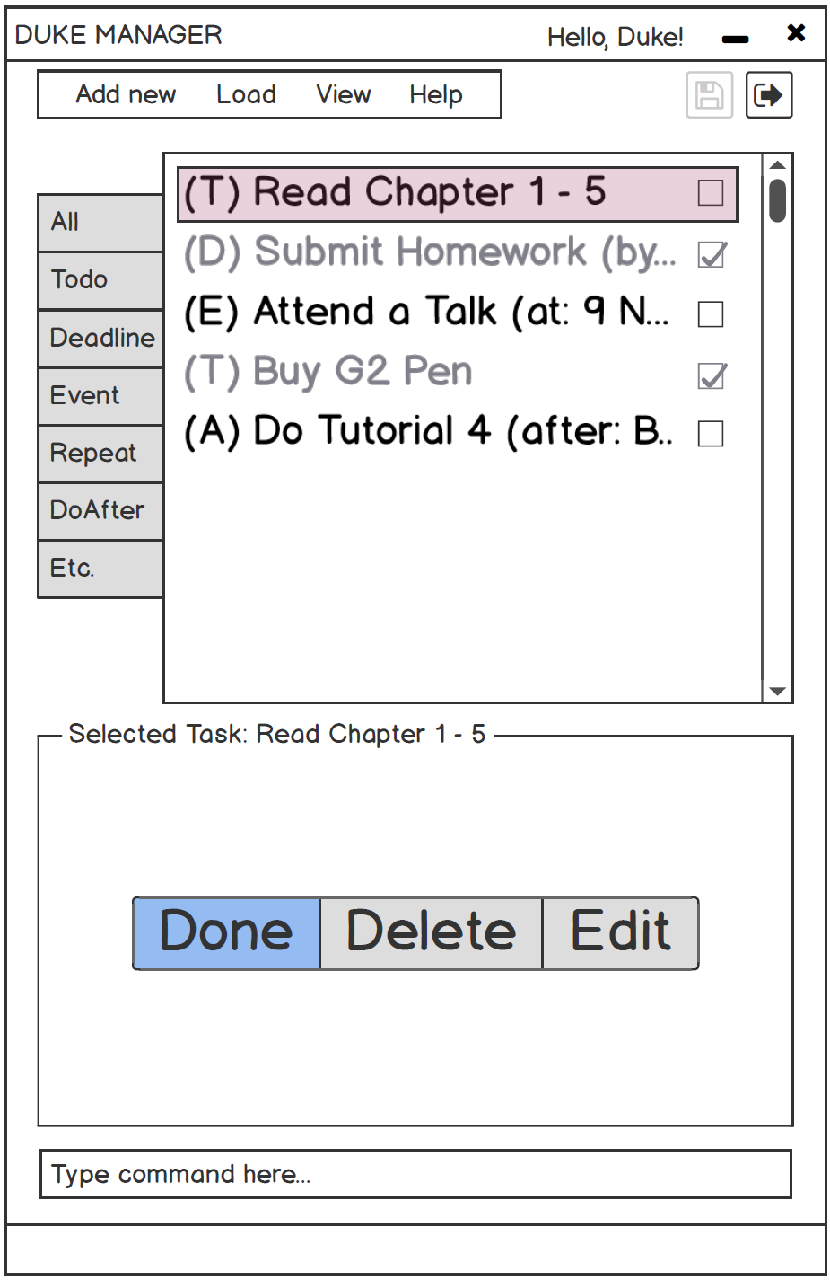 DUKE MANAGER
Hello, Duke!
Add new Load View Help
All
Todo
Deadline
Event
Repeat
DoAfter
Etc.
(T) Read Chapter 1 - 5
(D) Submit Homework (by...
(E) Attend a Talk (at: 9 N...
(T) Buy G2 Pen
(A) Do Tutorial 4 (after: B..
Selected Task: Read Chapter 1 - 5
Done Delete Edit
Type command here...